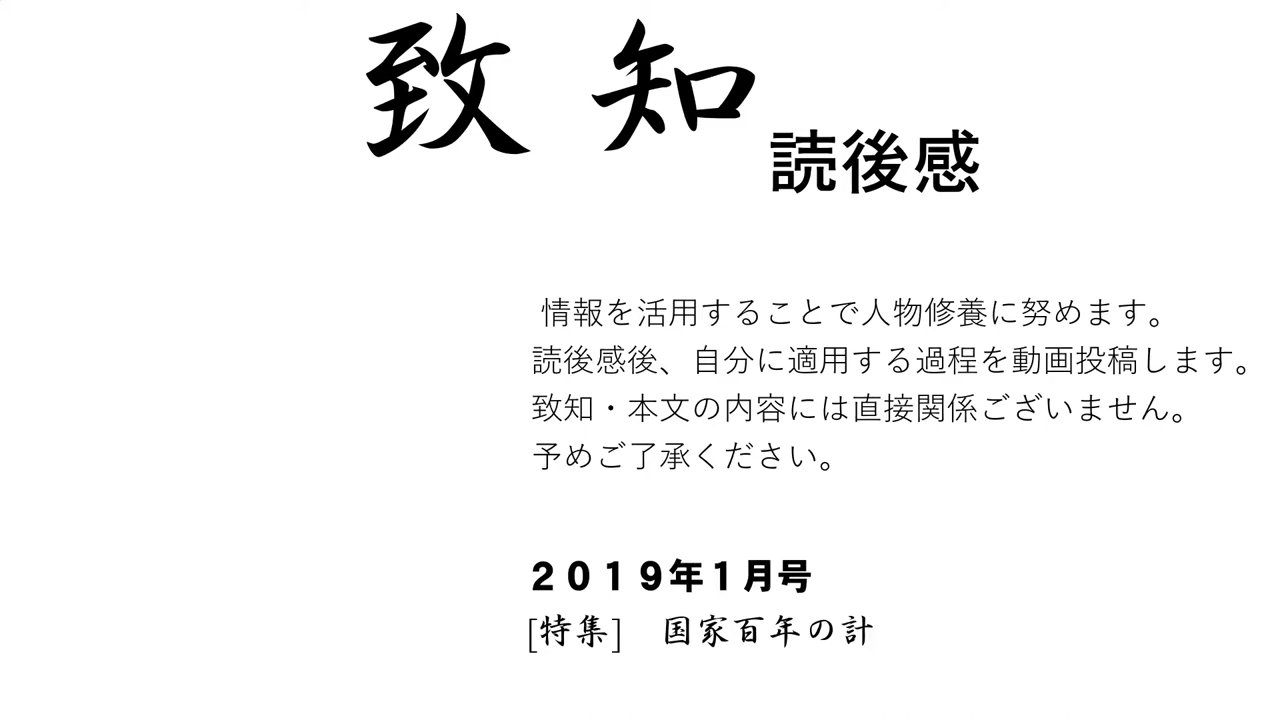 致知
読後感
情報を活用することで人物修養に努めます。
読後感後、自分に適用する過程を動画投稿します。
致知・本文の内容には直接関係ございません。
予めご了承ください。
２０１９年１月号
[特集]　国家百年の計